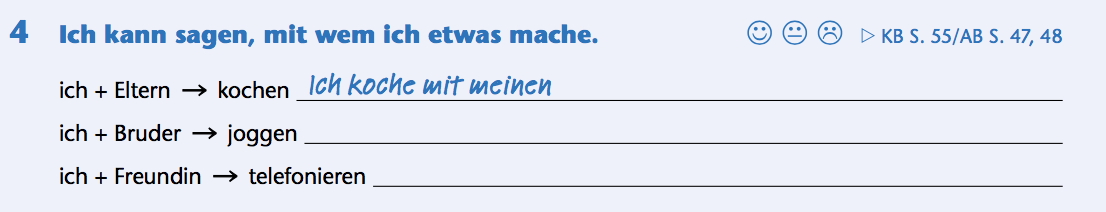 4 Ich kann sagen, mit wem ich etwas mache. ▷ KB S. 55/AB S. 47, 48
ich + Eltern → kochen Ich koche mit meinen
ich + Bruder → joggen
ich + Freundin → telefonieren